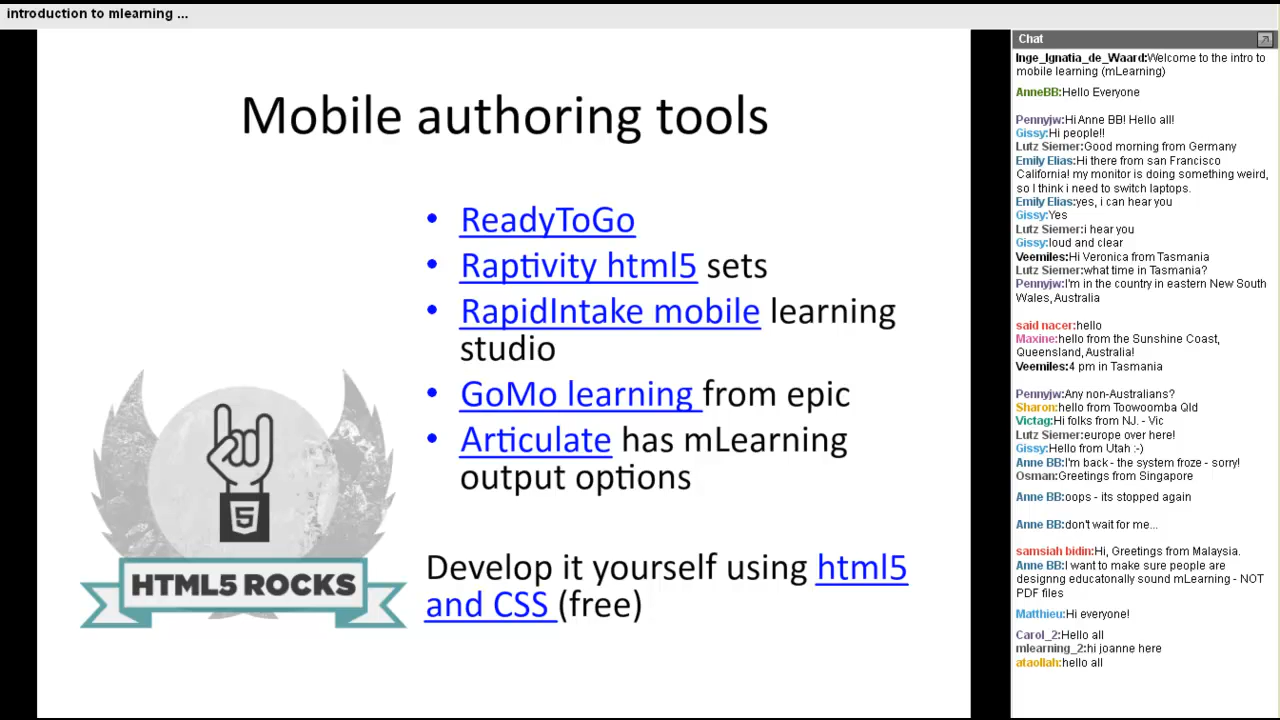 introduction to mlearning ...
Mobile authoring tools
• ReadyToGo
• Raptivity html5 sets
• RapidIntake mobile learning
studio
• GoMo learning from epic
• Articulate has mLearning
output options
Develop it yourself using html5
and CSS (free)
5
HTML5 ROCKS
Chat
Inge_Ignatia_de_Waard:Welcome to the intro to
mobile learning (mLearning)
AnneBB:Hello Everyone
Pennyjw:Hi Anne BB! Hello all!
Gissy:Hi people!!
Lutz Siemer:Good morning from Germany
Emily Elias:Hi there from san Francisco
California! my monitor is doing something weird,
so I think i need to switch laptops.
Emily Elias:yes, i can hear you
Gissy:Yes
Lutz Siemer:i hear you
Gissy:loud and clear
Veemiles:Hi Veronica from Tasmania
Lutz Siemer:what time in Tasmania?
Pennyjw:I'm in the country in eastern New South
Wales, Australia
said nacer:hello
Maxine:hello from the Sunshine Coast,
Queensland, Australia!
Veemiles:4 pm in Tasmania
Pennyjw:Any non-Australians?
Sharon:hello from Toowoomba Qld
Victag:Hi folks from NJ. - Vic
Lutz Siemer:europe over here!
Gissy:Hello from Utah :-)
Anne BB:I'm back - the system froze - sorry!
Osman:Greetings from Singapore
Anne BB:oops - its stopped again
Anne BB:don't wait for me...
samsiah bidin:Hi, Greetings from Malaysia.
Anne BB:I want to make sure people are
designng educatonally sound mLearning - NOT
PDF files
Matthieu:Hi everyone!
Carol_2:Hello all
mlearning_2:hi joanne here
ataollah:hello all